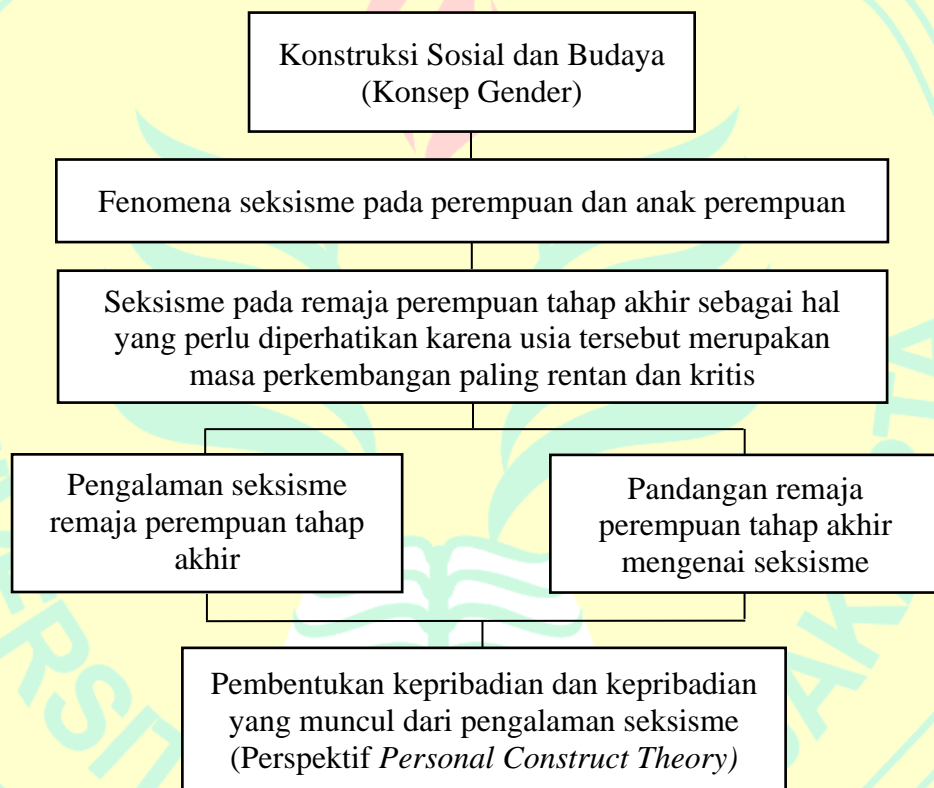 Konstruksi Sosial dan Budaya
(Konsep Gender)
Fenomena seksisme pada perempuan dan anak perempuan
Seksisme pada remaja perempuan tahap akhir sebagai hal
yang perlu diperhatikan karena usia tersebut merupakan
masa perkembangan paling rentan dan kritis
Pengalaman seksisme
remaja perempuan tahap
akhir
Pandangan remaja
perempuan tahap akhir
mengenai seksisme
Pembentukan kepribadian dan kepribadian
yang muncul dari pengalaman seksisme
(Perspektif Personal Construct Theory)